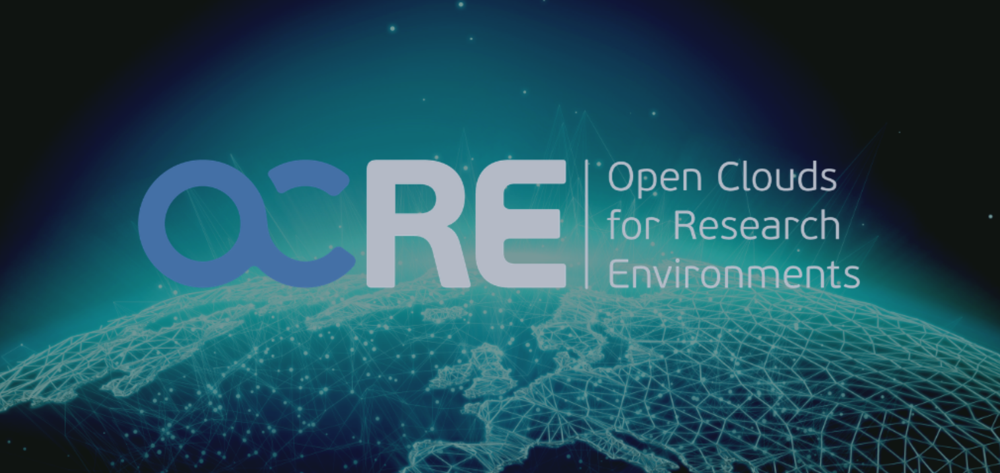 OCRE
Open Clouds
for Research
Environments